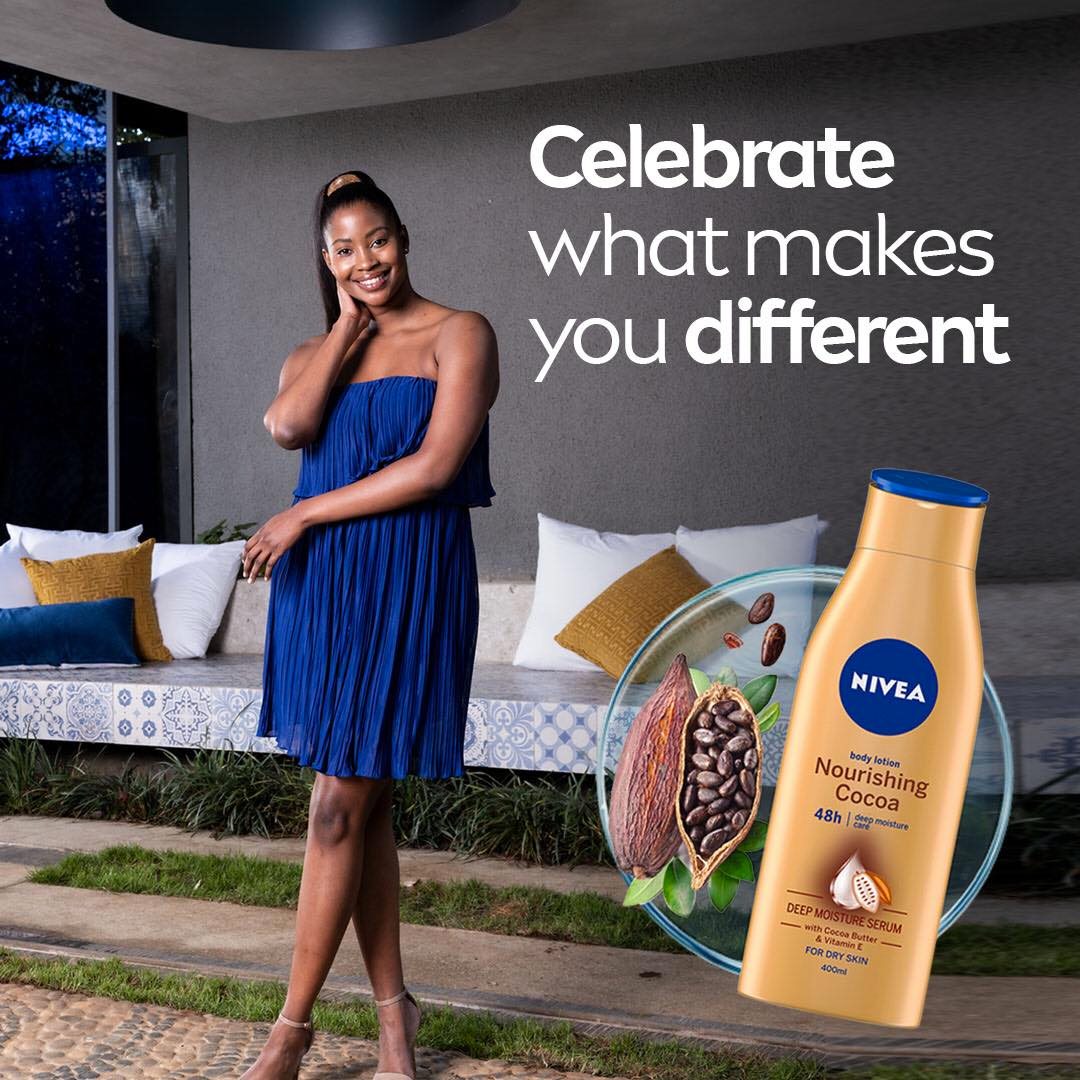 Celebrate
what makes
you different
NIVEA
body lotion
Nourishing
Cocoa
48h | deep moisture
care
DEEP MOISTURE SERUM
with Cocoa Butter
& Vitamin E
FOR DRY SKIN
400ml